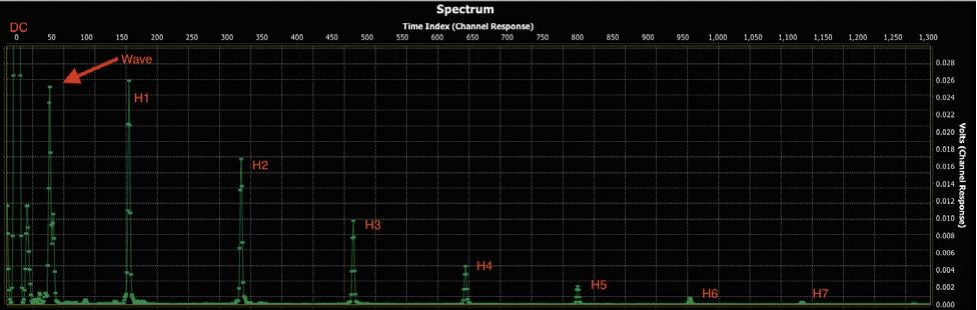 Spectrum
DC
Time Index (Channel Response)
0 50 100 150 200 250 300 350 400 450 500 550 600 650 700 750 800 850 900 950 1,000 1,050 1,100 1,150 1,200 1,250 1,300
Wave
H1
H2
H3
H4
H5
H6
H7
0.028
0.026
0.024
0.022
0.020
0.018
0.016
0.014
0.012
0.010
0.008
0.006
0.004
0.002
0.000
Volts (Channel Response)